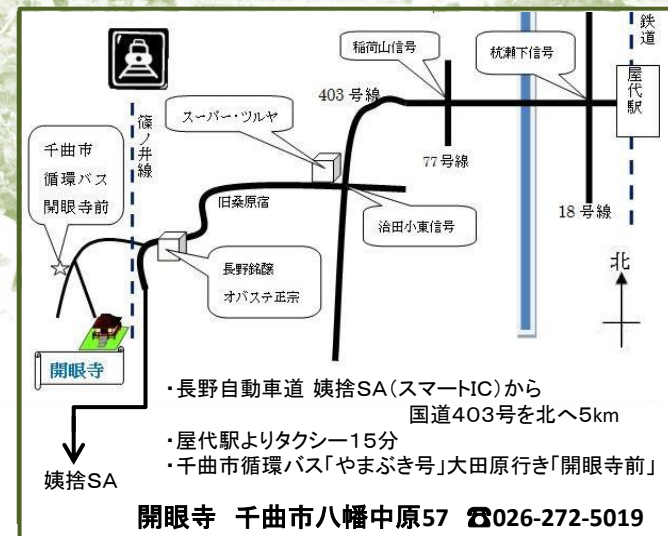 鉄道
稲荷山信号
杭瀬下信号
屋代駅
403号線
スーパー・ツルヤ
篠ノ井線
千曲市
循環バス
開眼寺前
77号線
旧桑原宿
18号線
治田小東信号
北
長野銘醸
オバステ正宗
開眼寺
・長野自動車道 姨捨SA(スマートIC)から
国道403号を北へ5km
・屋代駅よりタクシー15分
・千曲市循環バス「やまぶき号」大田原行き「開眼寺前」
姨捨SA
開眼寺 千曲市八幡中原57 ☎026-272-5019